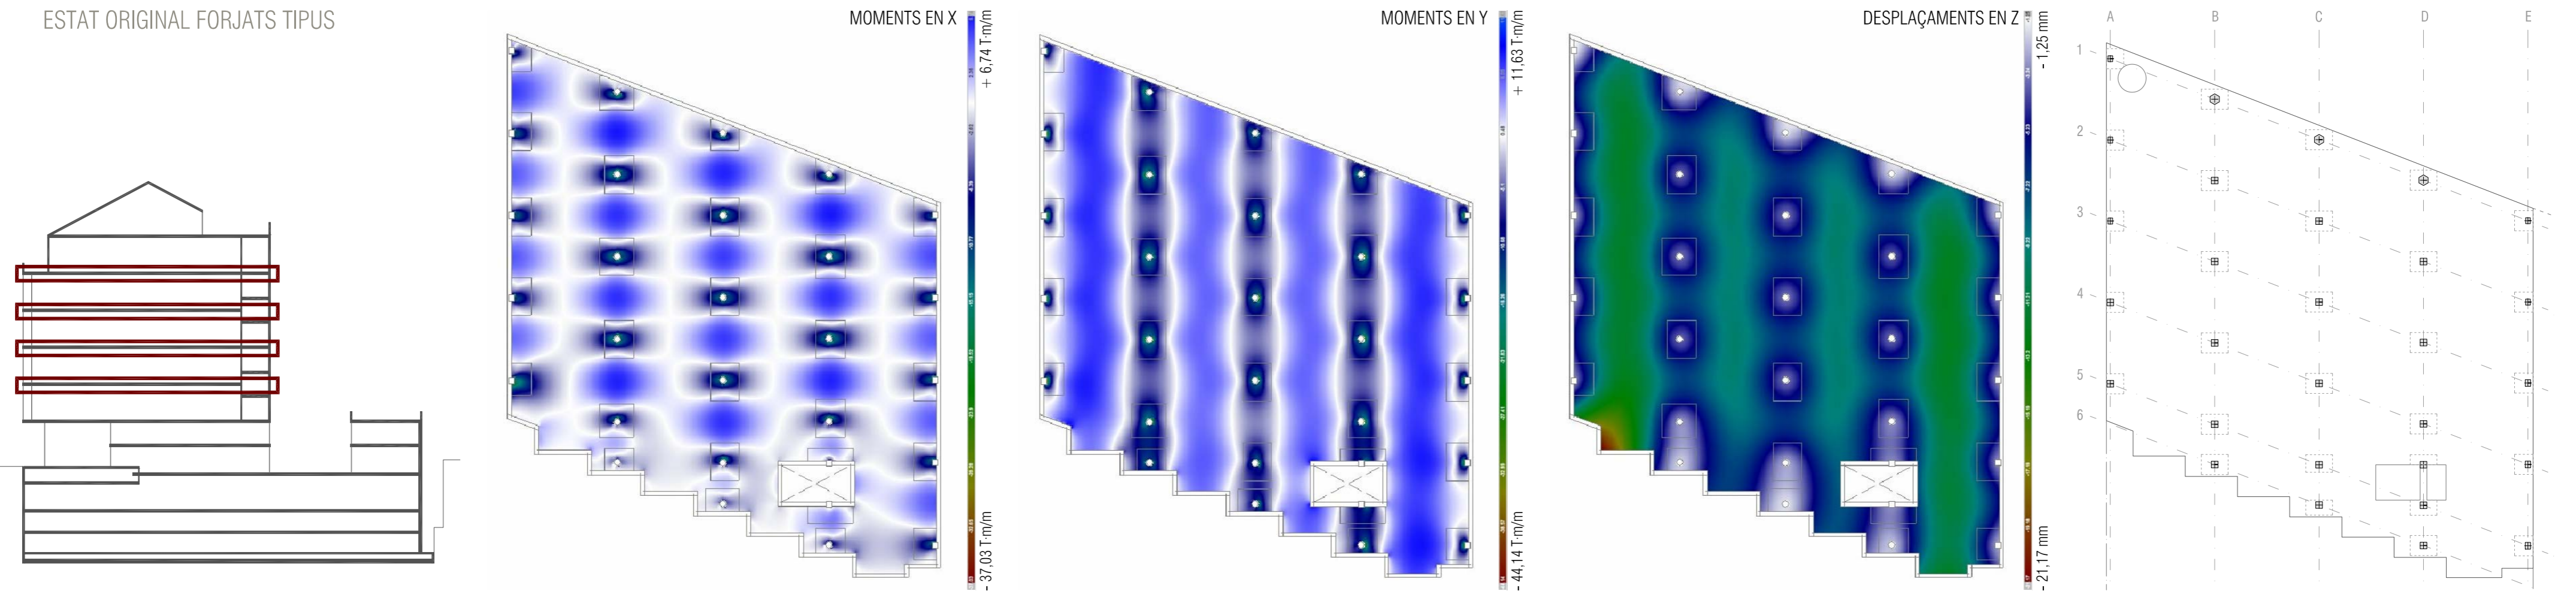 ESTAT ORIGINAL FORJATS TIPUS
MOMENTS EN X
+ 6,74 T·m/m
- 37,03 T·m/m
MOMENTS EN Y
+ 11,63 T·m/m
- 44,14 T·m/m
DESPLAÇAMENTS EN Z
- 1,25 mm
- 21,17 mm
A B C D E
1
2
3
4
5
6